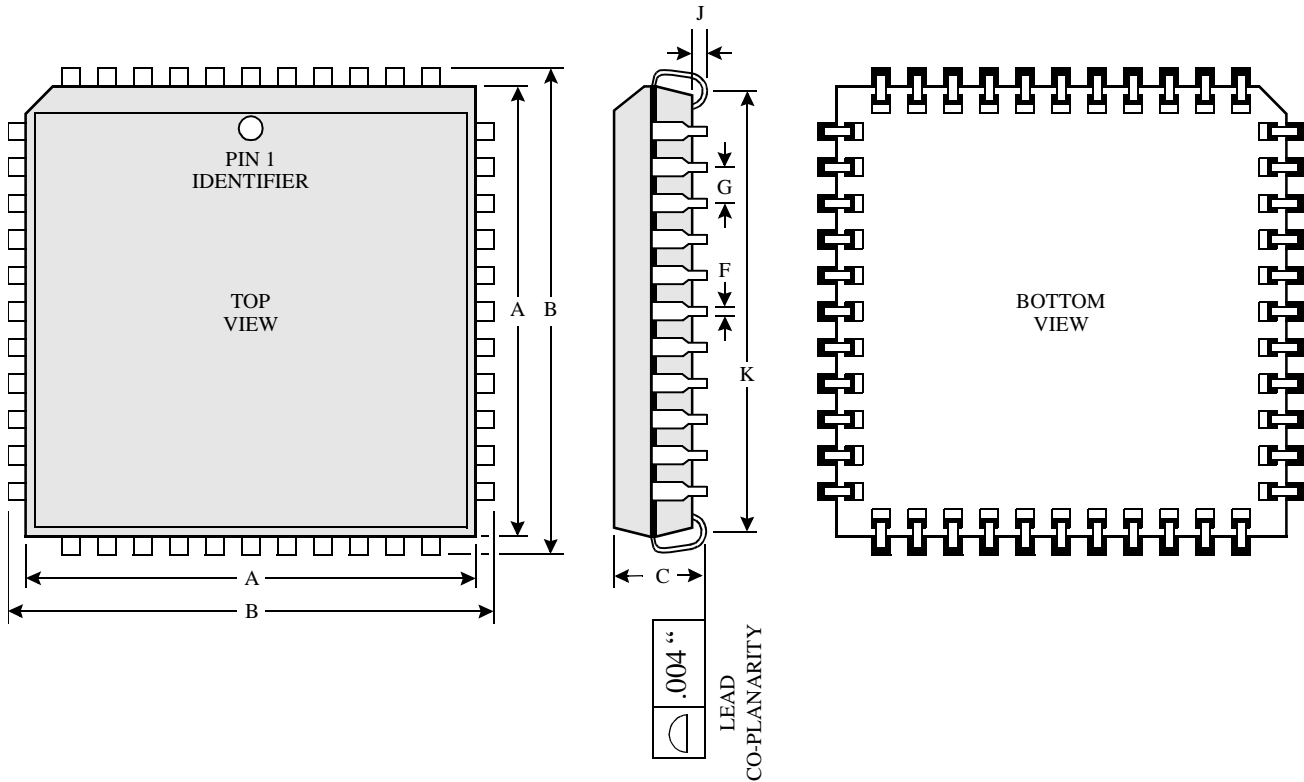 J
PIN 1
IDENTIFIER
G
F
TOP
VIEW
A
B
K
BOTTOM
VIEW
A
C
B
.004 “
LEAD
CO-PLANARITY